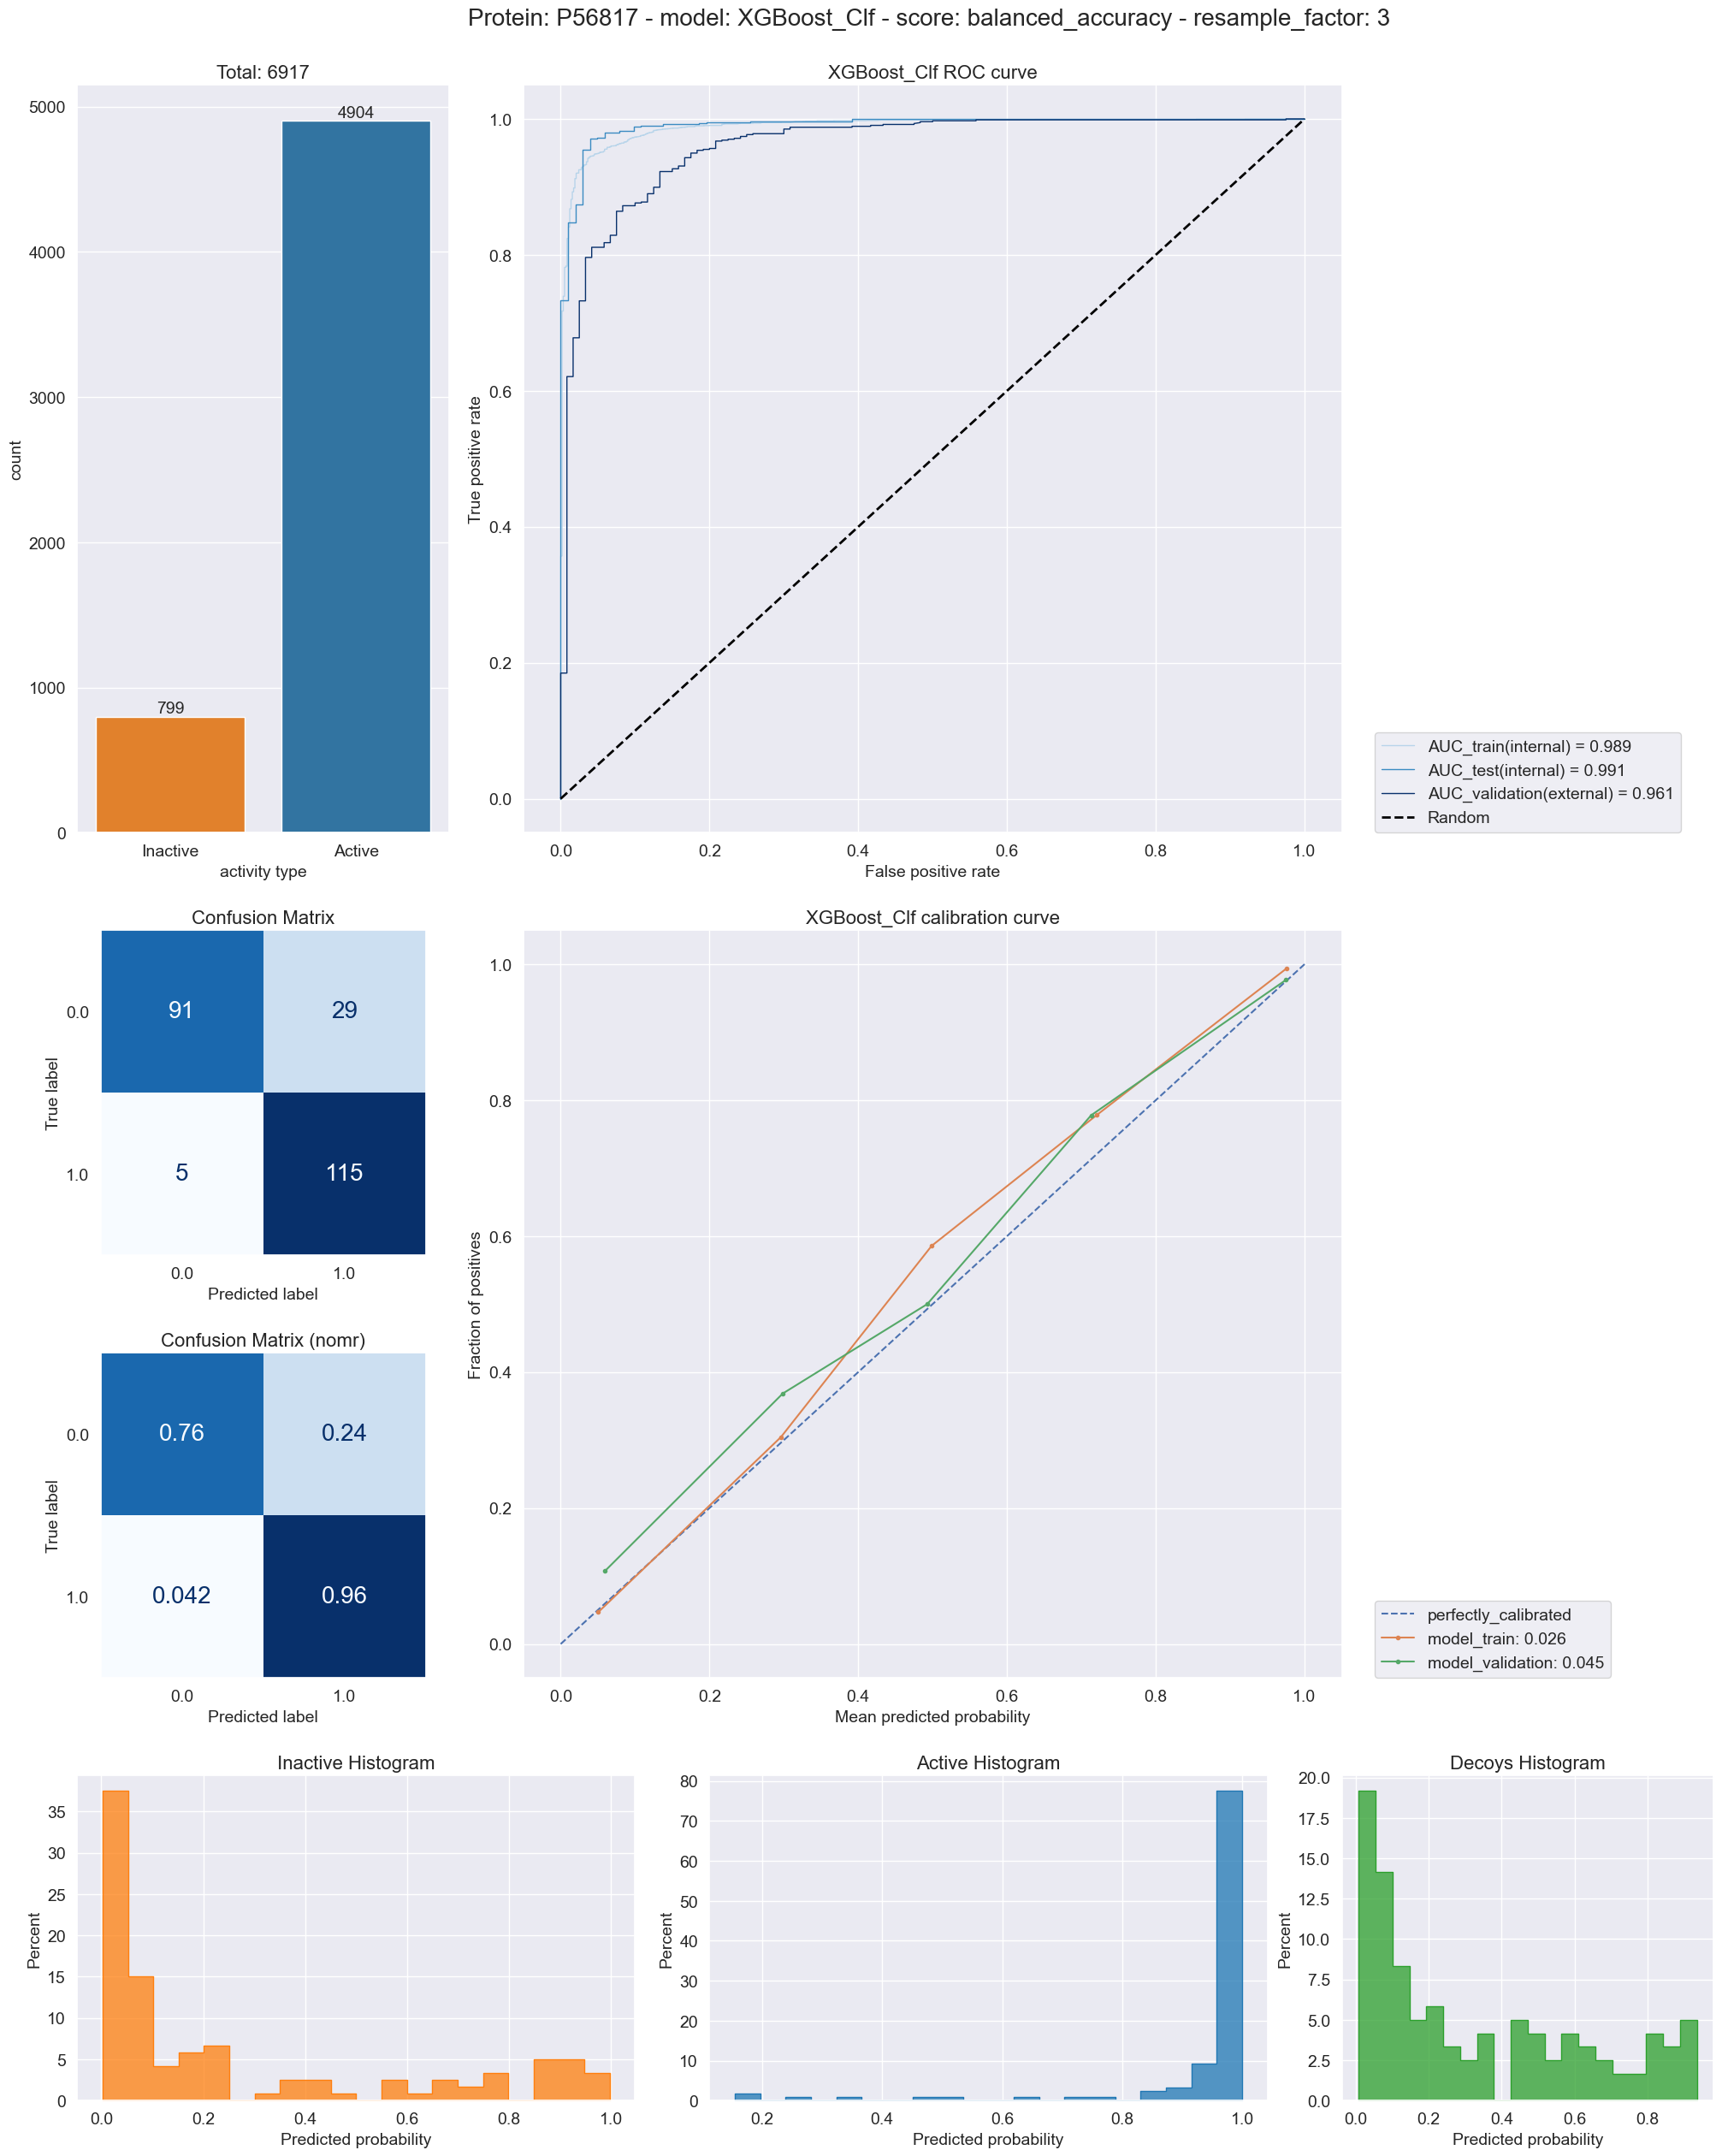 Protein: P56817 - model: XGBoost_Clf - score: balanced_accuracy - resample_factor: 3
Total: 6917
5000
4000
3000
2000
1000
0
count
4904
799
Inactive Active
activity type
XGBoost_Clf ROC curve
1.0
0.8
0.6
0.4
0.2
0.0
True positive rate
0.0 0.2 0.4 0.6 0.8 1.0
False positive rate
AUC_train(internal) = 0.989
AUC_test(internal) = 0.991
AUC_validation(external) = 0.961
Random
Confusion Matrix
True label
0.0 91 29
1.0 5 115
0.0 1.0
Predicted label
Confusion Matrix (nomr)
True label
0.0 0.76 0.24
1.0 0.042 0.96
0.0 1.0
Predicted label
XGBoost_Clf calibration curve
1.0
0.8
0.6
0.4
0.2
0.0
Fraction of positives
0.0 0.2 0.4 0.6 0.8 1.0
Mean predicted probability
perfectly_calibrated
model_train: 0.026
model_validation: 0.045
Inactive Histogram
35
30
25
20
15
10
5
0
Percent
0.0 0.2 0.4 0.6 0.8 1.0
Predicted probability
Active Histogram
80
70
60
50
40
30
20
10
0
Percent
0.2 0.4 0.6 0.8 1.0
Predicted probability
Decoys Histogram
20.0
17.5
15.0
12.5
10.0
7.5
5.0
2.5
0.0
Percent
0.0 0.2 0.4 0.6 0.8
Predicted probability